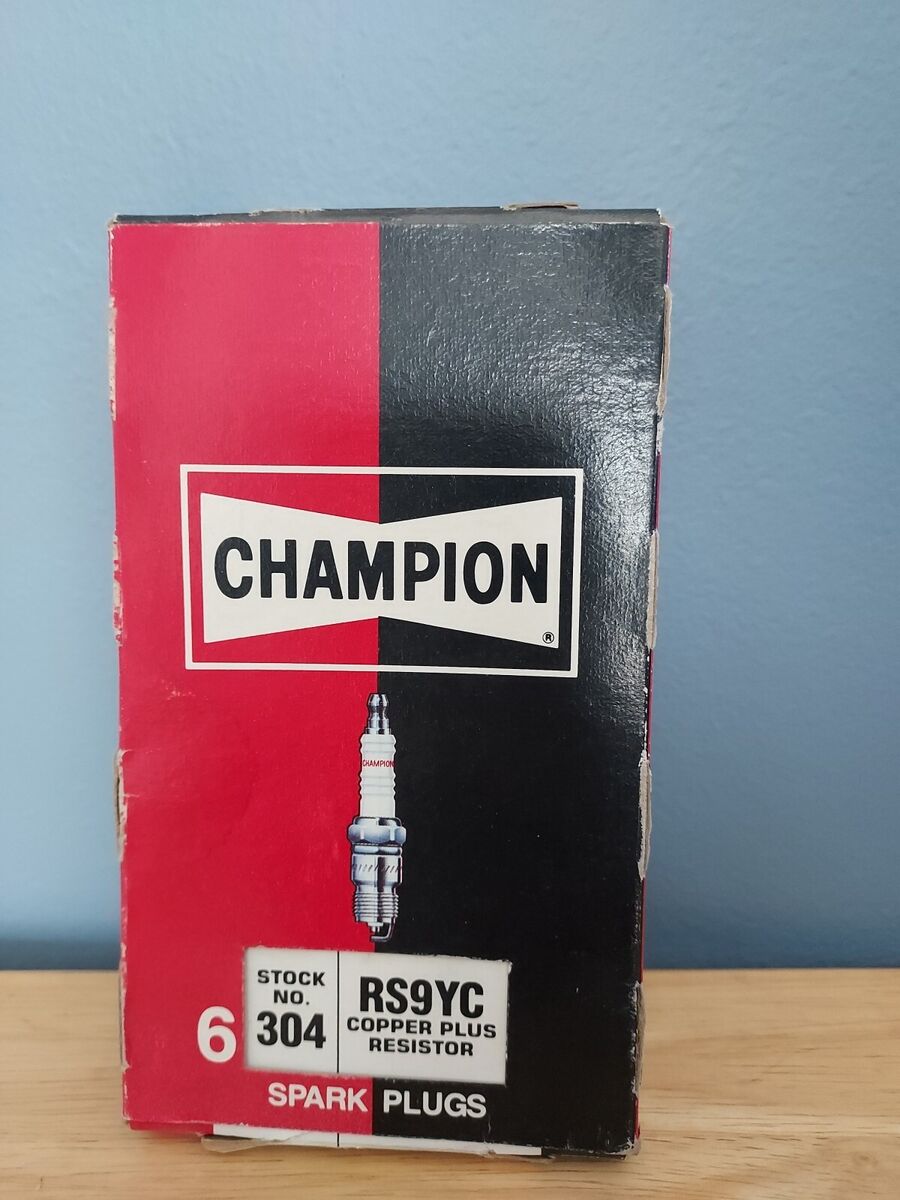 CHAMPION
®
CHAMPION
6
STOCK
NO.
304
RS9YC
COPPER PLUS
RESISTOR
SPARK PLUGS